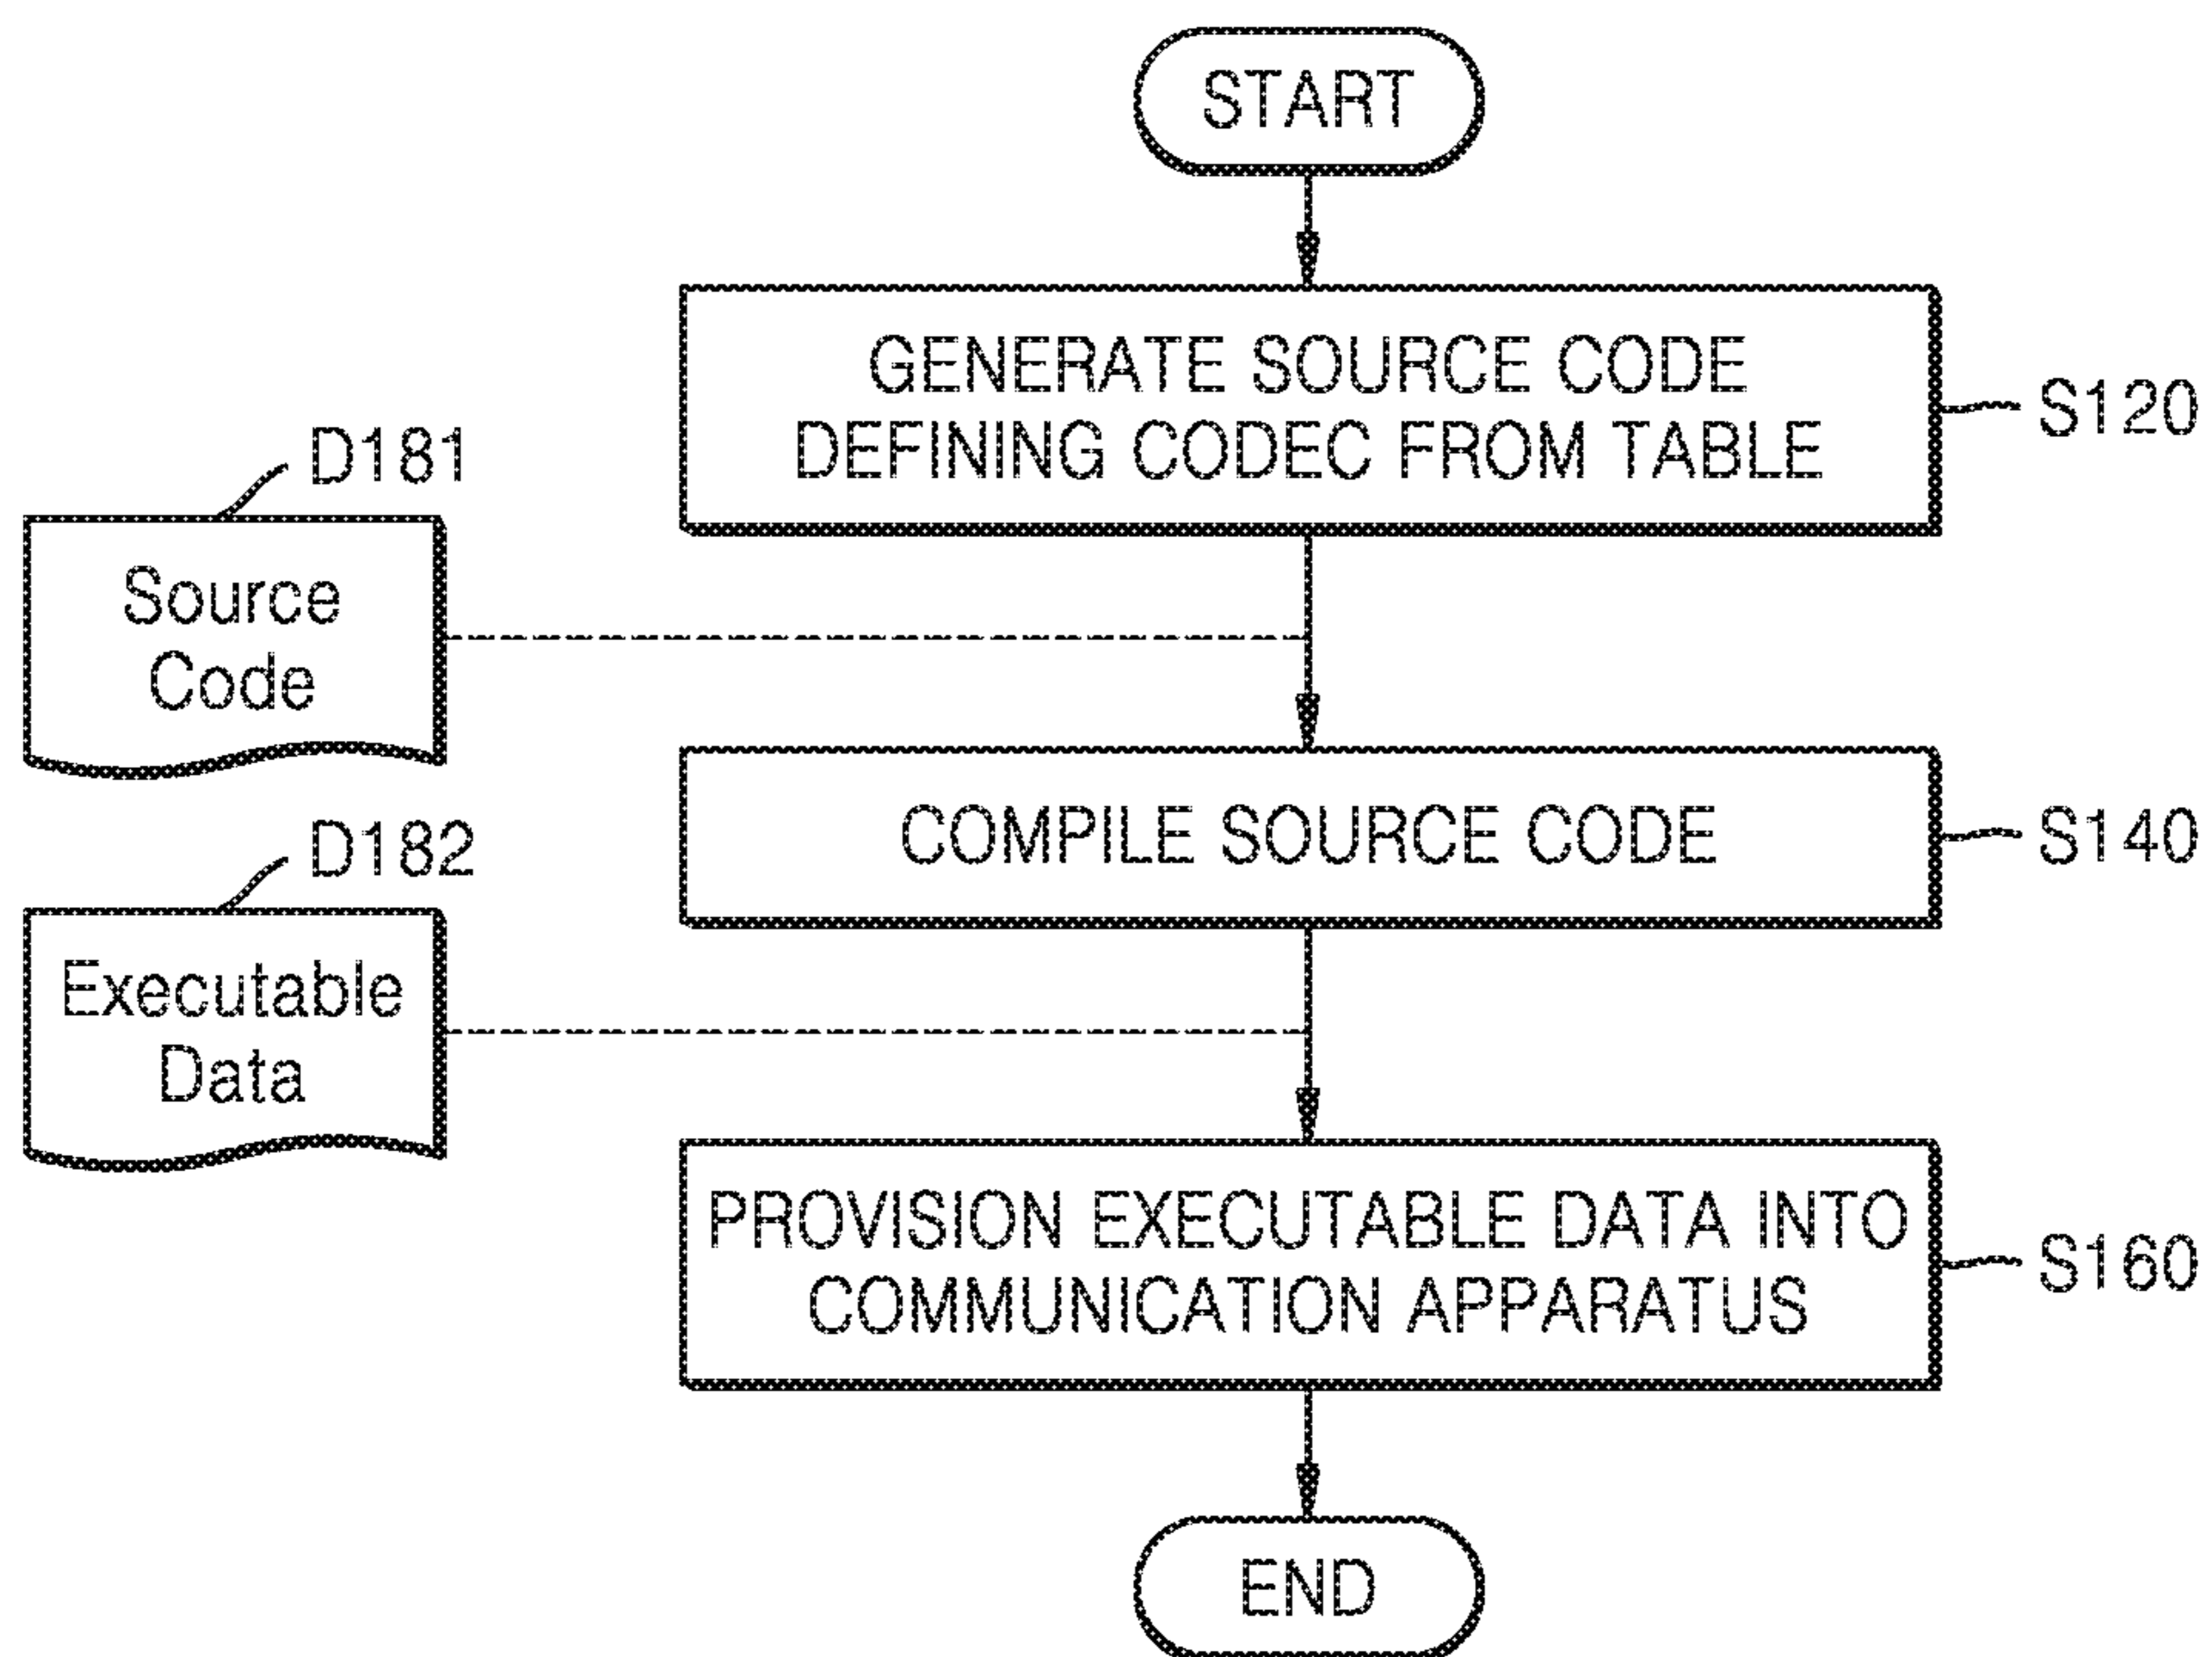 START
GENERATE SOURCE CODE
DEFINING CODEC FROM TABLE
S120
D181
Source
Code
COMPILE SOURCE CODE
S140
D182
Executable
Data
PROVISION EXECUTABLE DATA INTO
COMMUNICATION APPARATUS
S160
END